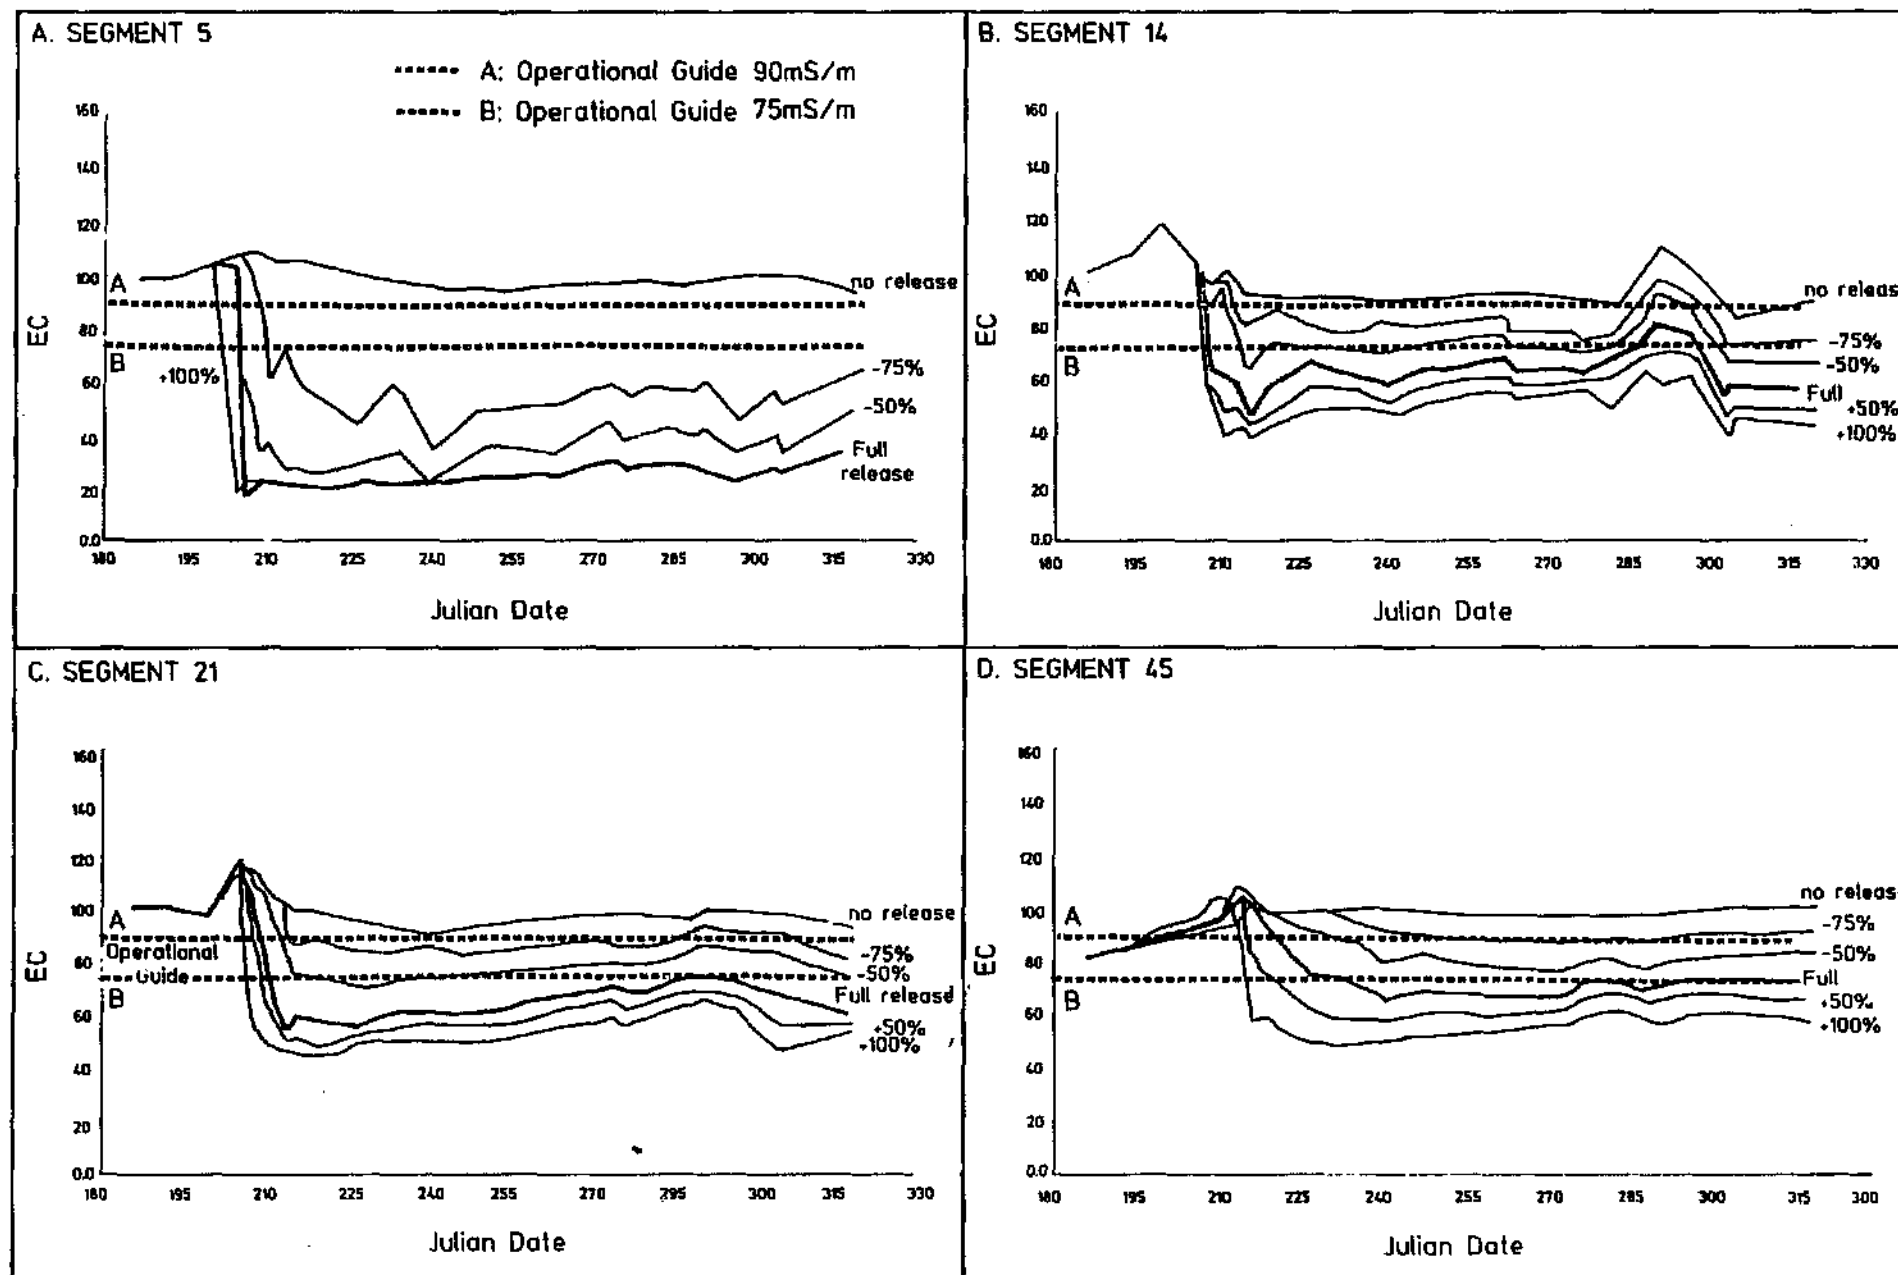 A. SEGMENT 5
A: Operational Guide 90mS/m
B: Operational Guide 75mS/m
160
140
120
100
80
60
40
20
0.0
EC
A
B
+100%
no release
-75%
-50%
Full
release
180 195 210 225 240 255 270 285 300 315 330
Julian Date
B. SEGMENT 14
160
140
120
100
80
60
40
20
0.0
EC
A
B
no releas
-75%
-50%
Full
+50%
+100%
180 195 210 225 240 255 270 285 300 315 330
Julian Date
C. SEGMENT 21
160
140
120
100
80
60
40
20
0.0
EC
A
Operational
Guide
B
no release
-75%
-50%
Full release
+50%
+100%
180 195 210 225 240 255 270 295 300 315 330
Julian Date
D. SEGMENT 45
160
140
120
100
80
60
40
20
0.0
EC
A
B
no releas
-75%
-50%
Full
+50%
+100%
180 195 210 225 240 255 270 285 300 315 300
Julian Date